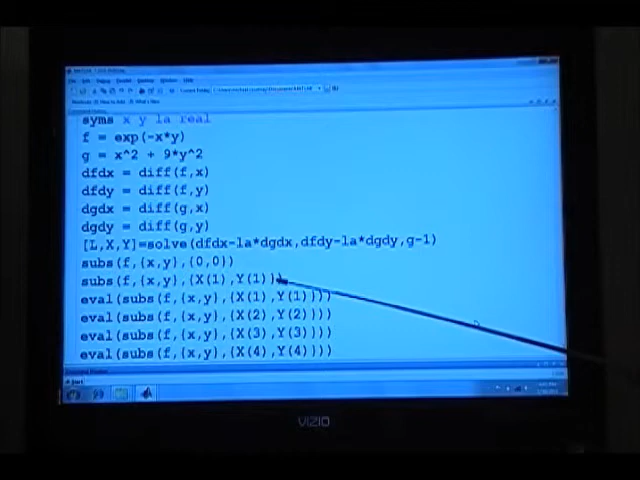 syms x y la real
f = exp(-x*y)
g = x^2 + 9*y^2
dfdx = diff(f,x)
dfdy = diff(f,y)
dgdx = diff(g,x)
dgdy = diff(g,y)
[L,X,Y]=solve(dfdx-la*dgdx,dfdy-la*dgdy,g-1)
subs(f,{x,y},{0,0})
subs(f,{x,y},{X(1),Y(1)})
eval(subs(f,{x,y},{X(1),Y(1)}))
eval(subs(f,{x,y},{X(2),Y(2)}))
eval(subs(f,{x,y},{X(3),Y(3)}))
eval(subs(f,{x,y},{X(4),Y(4)}))
Start
VIZIO